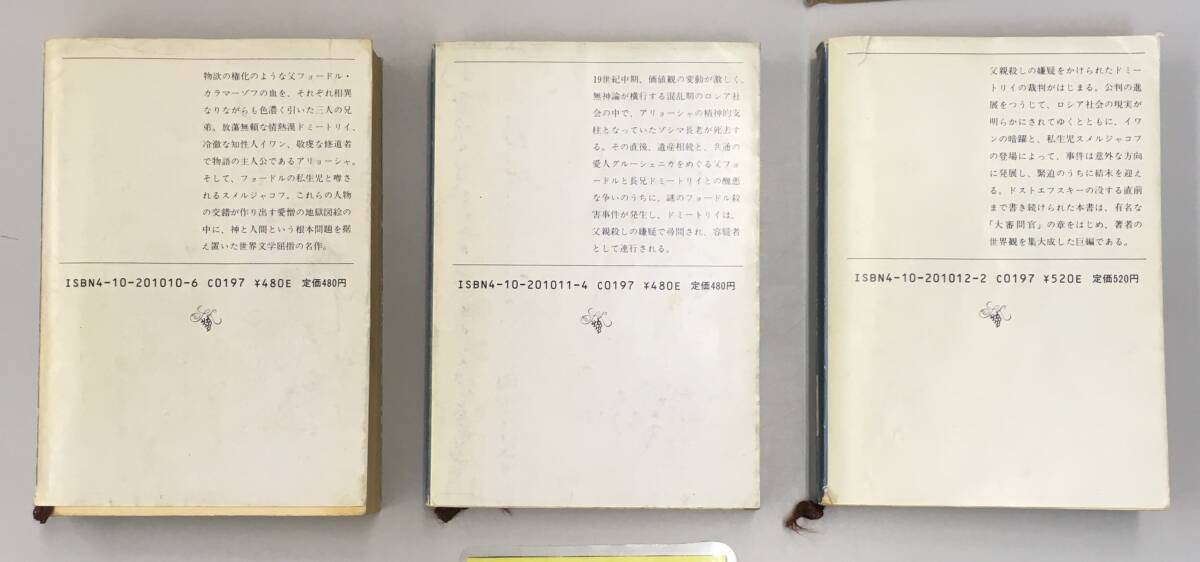 物欲の権化のような父フョードル・
カラマーゾフの血を、それぞれ相異
なりながらも色濃く引いた三人の兄
弟。放蕩無頼な情熱漢ドミートリイ、
冷徹な知性人イワン、敬虔な修道者
で物語の主人公であるアリョーシャ。
そして、フョードルの私生児と噂さ
れるスメルジャコフ。これらの人物
の交錯が作り出す愛憎の地獄図絵の
中に、神と人間という根本問題を据
え置いた世界文学屈指の名作。
ISBN4-10-201010-6 C0197 ¥480E 定価480円
19世紀中期、価値観の変動が激しく、
無神論が横行する混乱期のロシア社
会の中で、アリョーシャの精神的支
柱となっていたゾシマ長老が死去す
る。その直後、遺産相続と、共通の
愛人グルーシェニカをめぐる父フョ
ードルと長兄ドミートリイとの醜悪
な争いのうちに、謎のフョードル殺
害事件が発生し、ドミートリイは、
父親殺しの嫌疑で尋問され、容疑者
として連行される。
ISBN4-10-201011-4 C0197 ¥480E 定価480円
父親殺しの嫌疑をかけられたドミー
トリイの裁判がはじまる。公判の進
展をつうじて、ロシア社会の現実が
明らかにされてゆくとともに、イワ
ンの暗躍と、私生児スメルジャコフ
の登場によって、事件は意外な方向
に発展し、緊迫のうちに結末を迎え
る。ドストエフスキーの没する直前
まで書き続けられた本書は、有名な
「大審問官」の章をはじめ、著者の
世界観を集大成した巨編である。
ISBN4-10-201012-2 C0197 ¥520E 定価520円